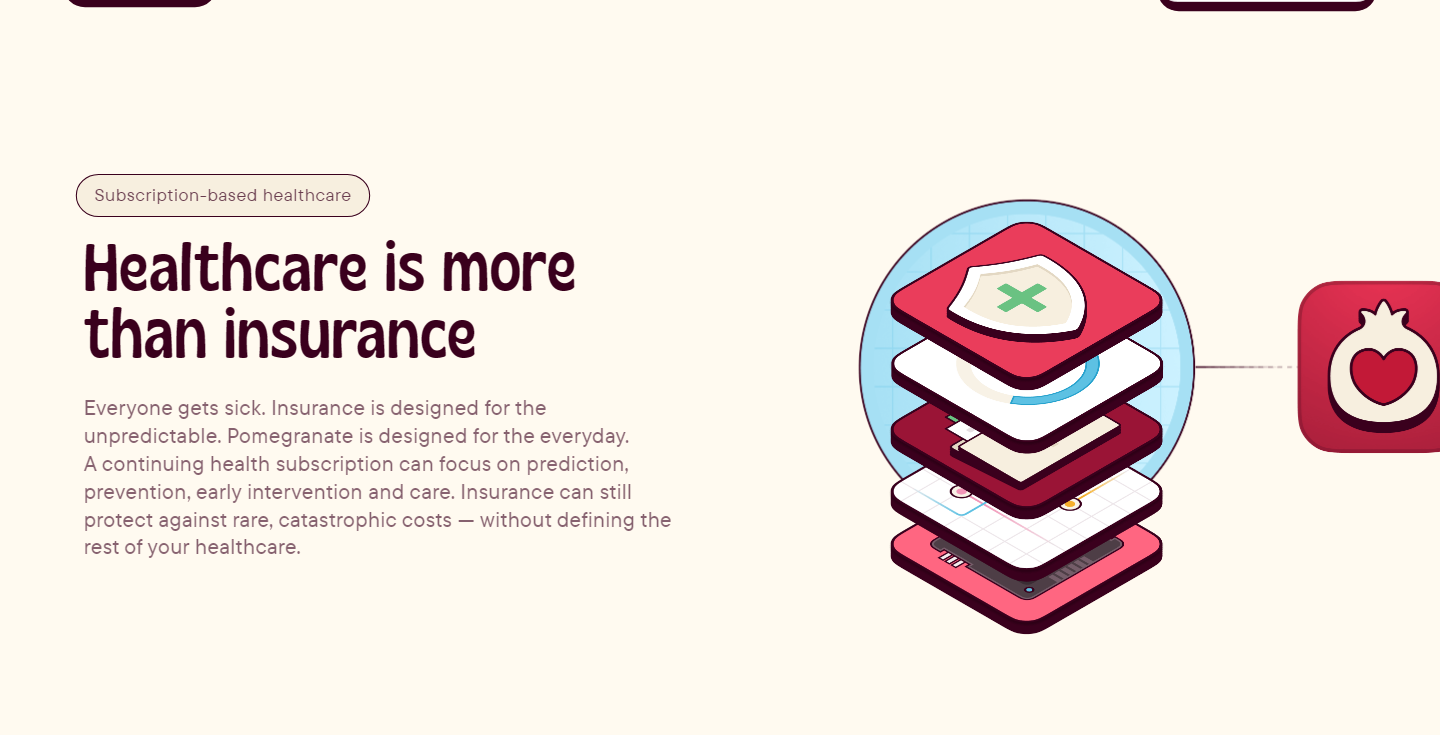 Subscription-based healthcare
Healthcare is more
than insurance
Everyone gets sick. Insurance is designed for the
unpredictable. Pomegranate is designed for the everyday.
A continuing health subscription can focus on prediction,
prevention, early intervention and care. Insurance can still
protect against rare, catastrophic costs — without defining the
rest of your healthcare.